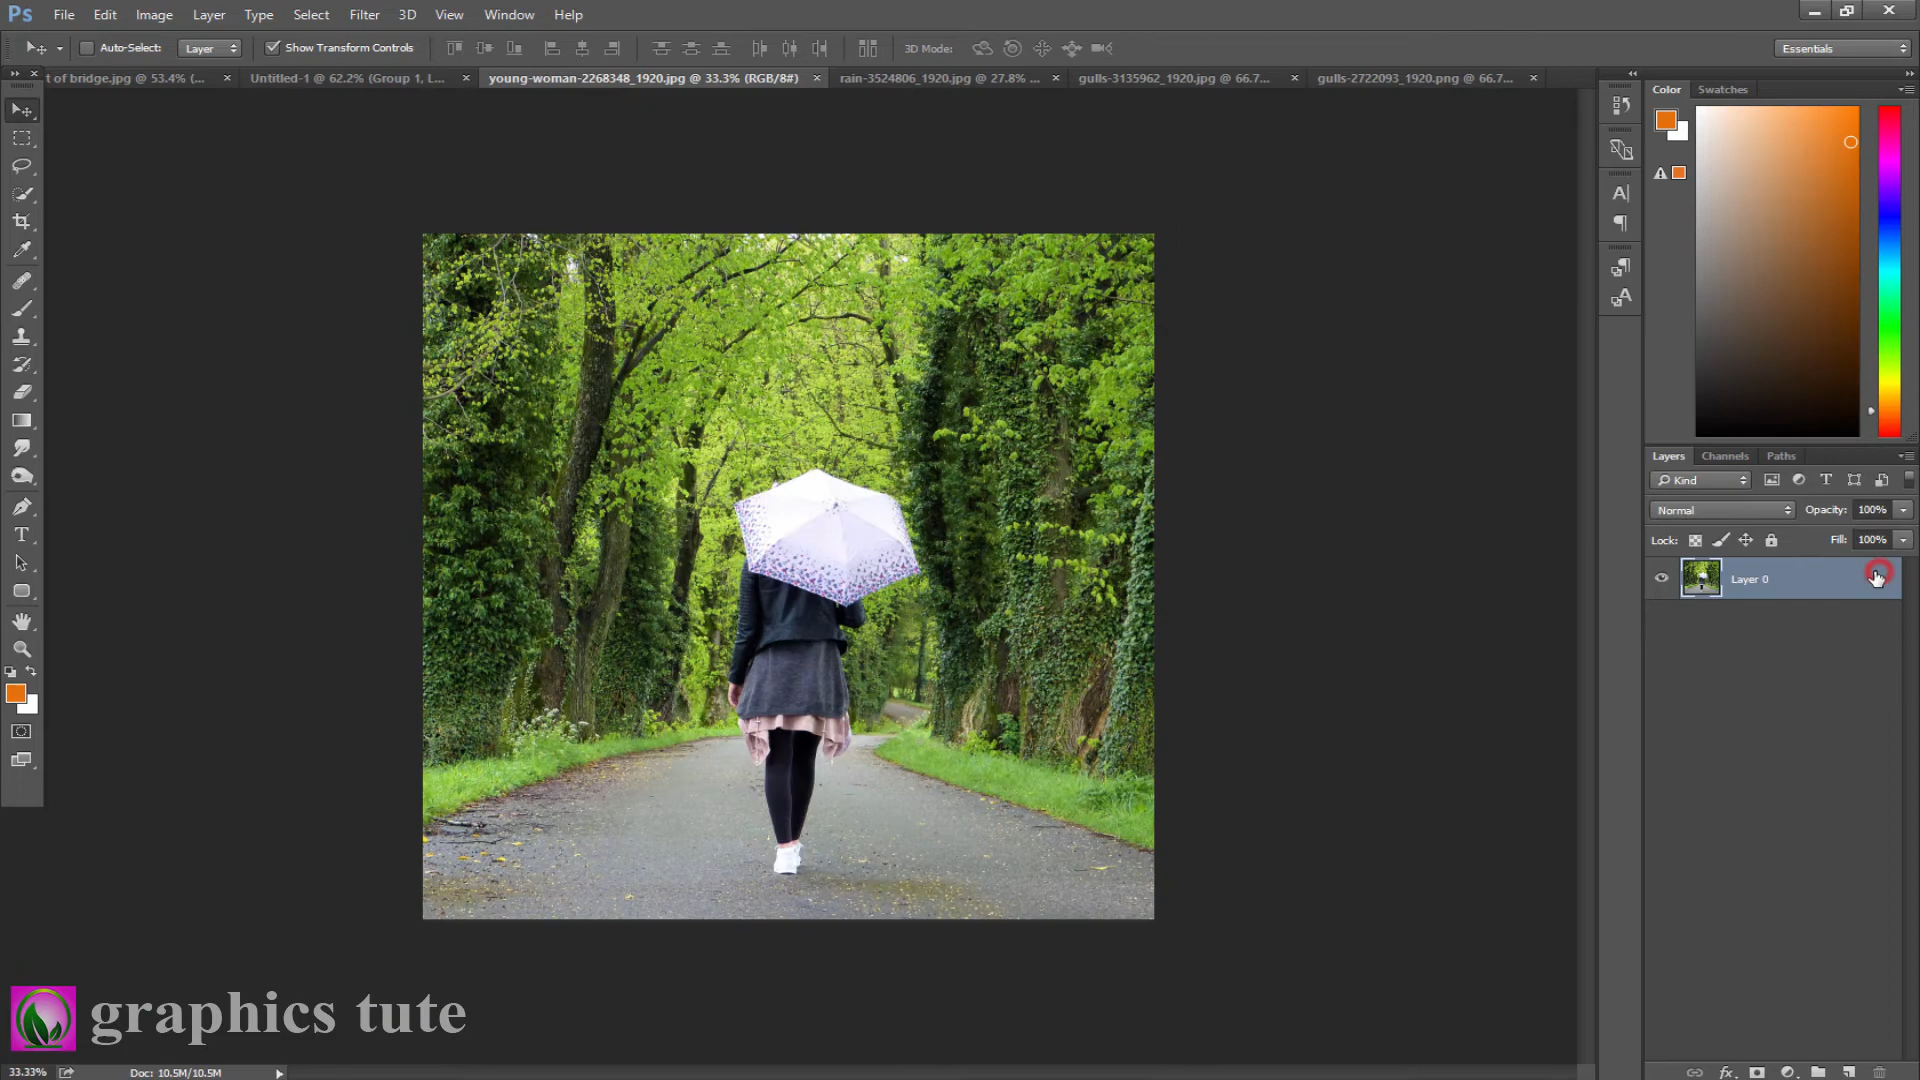 Ps File Edit Image Layer Type Select Filter 3D View Window Help
Auto-Select: Layer Show Transform Controls 3D Mode: Essentials
t of bridge.jpg @ 53.4% (... Untitled-1 @ 62.2% (Group 1, L... young-woman-2268348_1920.jpg @ 33.3% (RGB/8#) rain-3524806_1920.jpg @ 27.8% ... gulls-3135962_1920.jpg @ 66.7... gulls-2722093_1920.png @ 66.7...
Color Swatches
Layers Channels Paths
Kind
Normal Opacity: 100%
Lock: Fill: 100%
Layer 0
graphics tute
33.33% Doc: 10.5M/10.5M